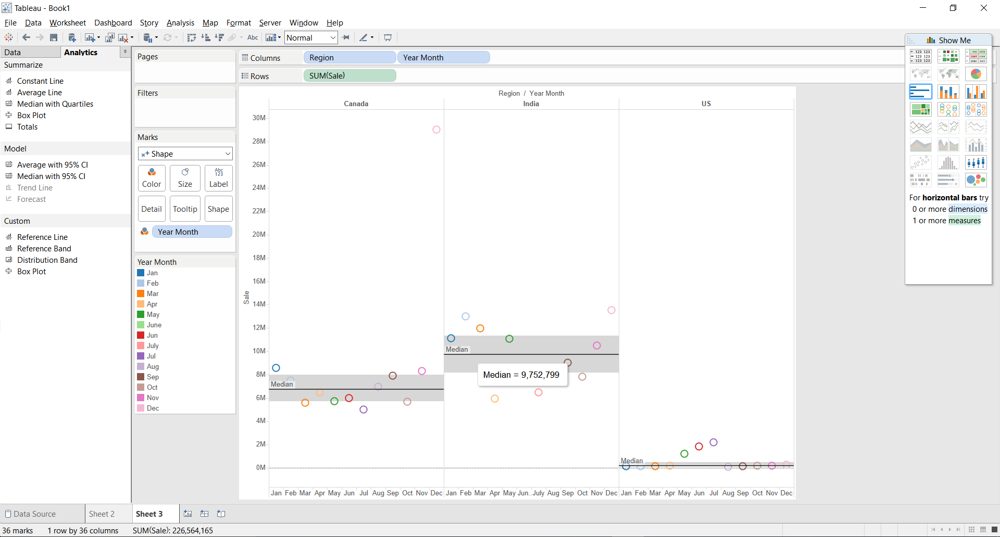 Tableau - Book1
File Data Worksheet Dashboard Story Analysis Map Format Server Window Help
Abc Normal
Data Analytics
Summarize
Constant Line
Average Line
Median with Quartiles
Box Plot
Totals
Model
Average with 95% CI
Median with 95% CI
Trend Line
Forecast
Custom
Reference Line
Reference Band
Distribution Band
Box Plot
Pages
Filters
Marks
Shape
Color Size Abc 123 Label
Detail Tooltip Shape
Year Month
Year Month
Jan
Feb
Mar
Apr
May
June
Jun
July
Jul
Aug
Sep
Oct
Nov
Dec
Columns Region Year Month
Rows SUM(Sale)
Region / Year Month
Canada India US
Sale
30M
28M
26M
24M
22M
20M
18M
16M
14M
12M
10M
8M
6M
4M
2M
0M
Median
Median
Median = 9,752,799
Median
Jan Feb Mar Apr May Jun Jul Aug Sep Oct Nov Dec Jan Feb Mar Apr May Jun.. July Aug Sep Oct Nov Dec Jan Feb Mar Apr May Jun Jul Aug Sep Oct Nov Dec
Show Me
For horizontal bars try
0 or more dimensions
1 or more measures
Data Source Sheet 2 Sheet 3
36 marks 1 row by 36 columns SUM(Sale): 226,564,165